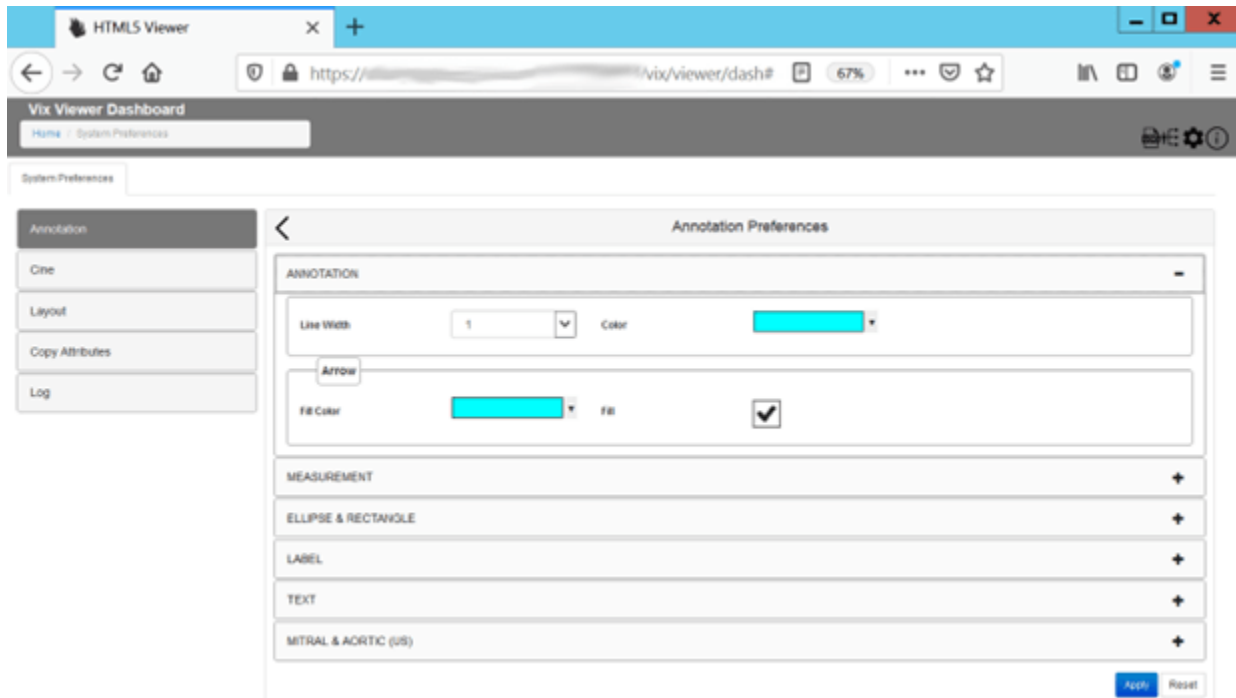 HTML5 Viewer
https:// /vix/viewer/dash# 67%
Vix Viewer Dashboard
Home / System Preferences
System Preferences
Annotation
Cine
Layout
Copy Attributes
Log
Annotation Preferences
ANNOTATION
Line Width 1 Color
Arrow
Fill Color Fill
MEASUREMENT
ELLIPSE & RECTANGLE
LABEL
TEXT
MITRAL & AORTIC (US)
Apply Reset